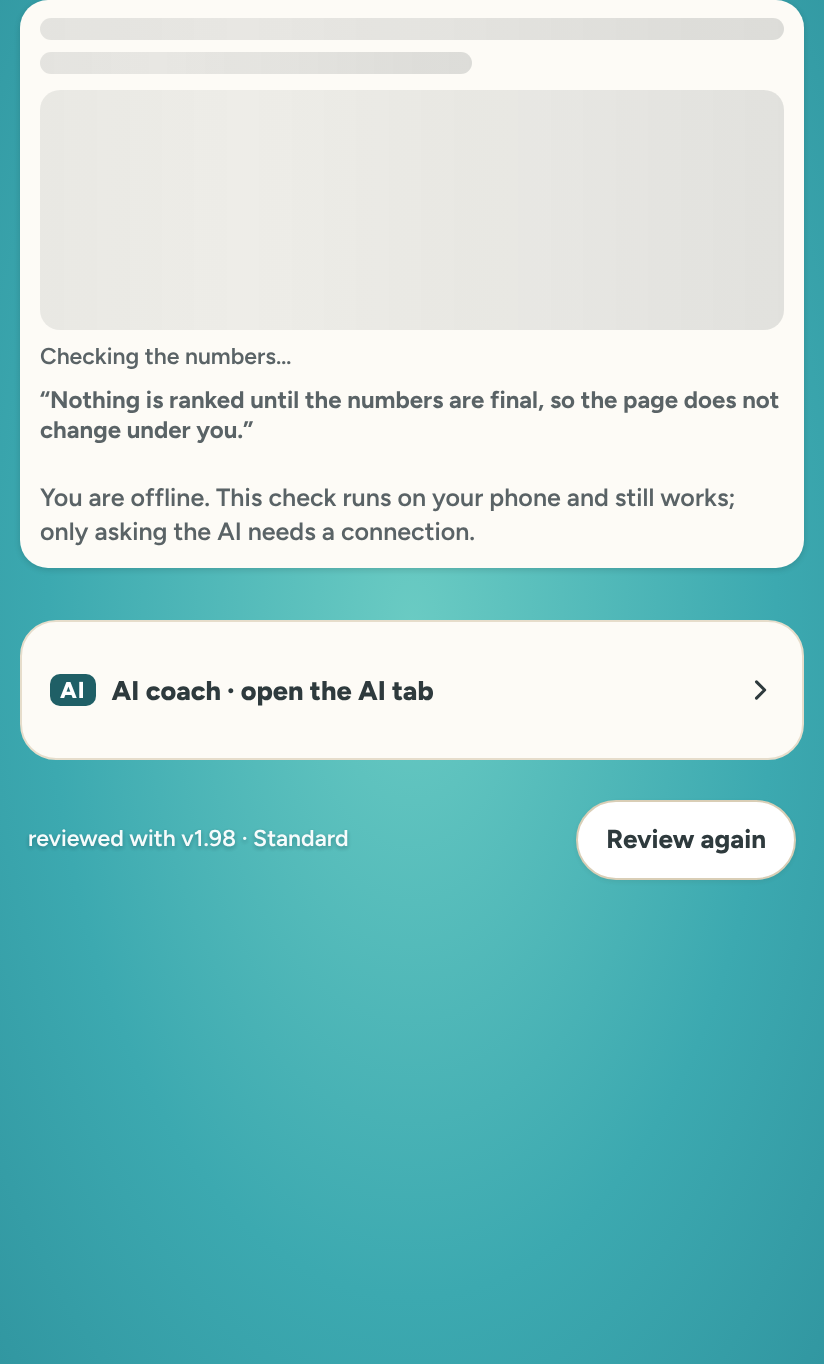 Checking the numbers...
“Nothing is ranked until the numbers are final, so the page does not
change under you.”
You are offline. This check runs on your phone and still works;
only asking the AI needs a connection.
AI AI coach · open the AI tab
reviewed with v1.98 · Standard
Review again